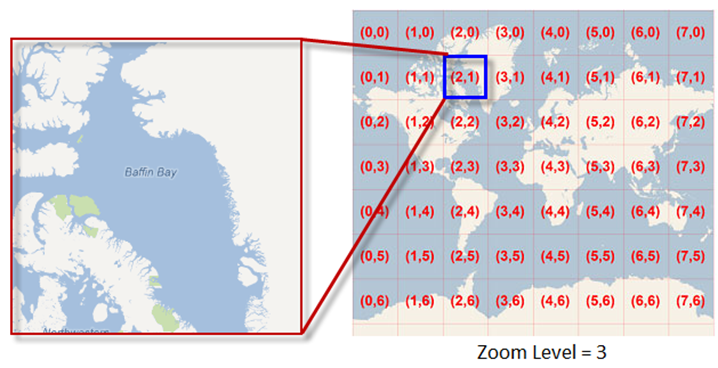 (0,0) (1,0) (2,0) (3,0) (4,0) (5,0) (6,0) (7,0)
(0,1) (1,1) (2,1) (3,1) (4,1) (5,1) (6,1) (7,1)
(0,2) (1,2) (2,2) (3,2) (4,2) (5,2) (6,2) (7,2)
Baffin Bay
(0,3) (1,3) (2,3) (3,3) (4,3) (5,3) (6,3) (7,3)
(0,4) (1,4) (2,4) (3,4) (4,4) (5,4) (6,4) (7,4)
(0,5) (1,5) (2,5) (3,5) (4,5) (5,5) (6,5) (7,5)
(0,6) (1,6) (2,6) (3,6) (4,6) (5,6) (6,6) (7,6)
Zoom Level = 3